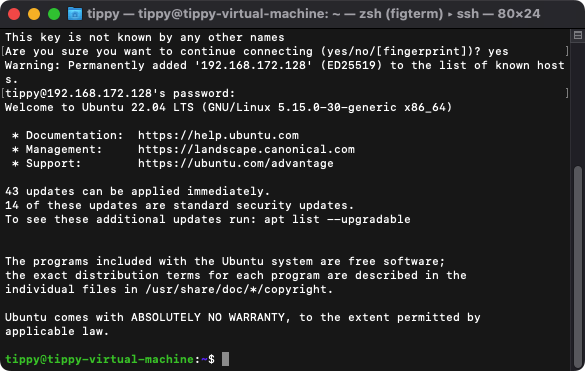 tippy — tippy@tippy-virtual-machine: ~ — zsh (figterm) ▸ ssh — 80×24
This key is not known by any other names
[Are you sure you want to continue connecting (yes/no/[fingerprint])? yes ]
Warning: Permanently added '192.168.172.128' (ED25519) to the list of known host
s.
[tippy@192.168.172.128's password: ]
Welcome to Ubuntu 22.04 LTS (GNU/Linux 5.15.0-30-generic x86_64)
* Documentation: https://help.ubuntu.com
* Management: https://landscape.canonical.com
* Support: https://ubuntu.com/advantage
43 updates can be applied immediately.
14 of these updates are standard security updates.
To see these additional updates run: apt list --upgradable
The programs included with the Ubuntu system are free software;
the exact distribution terms for each program are described in the
individual files in /usr/share/doc/*/copyright.
Ubuntu comes with ABSOLUTELY NO WARRANTY, to the extent permitted by
applicable law.
tippy@tippy-virtual-machine:~$